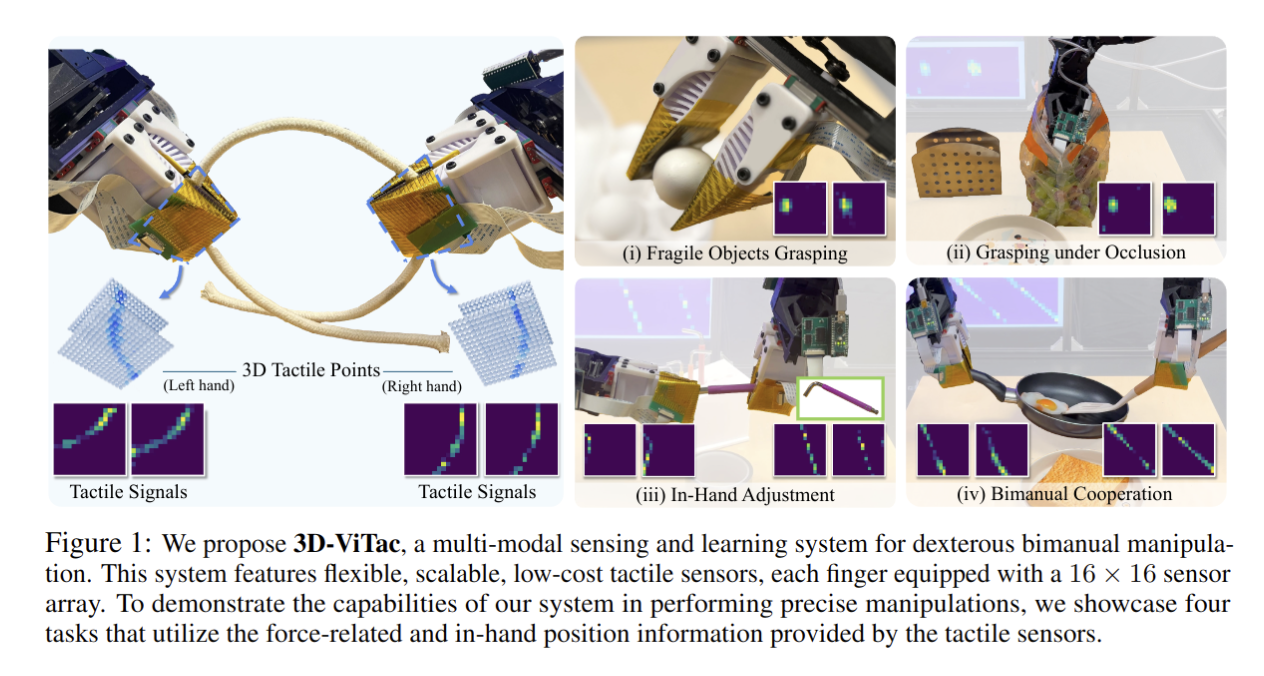 3D Tactile Points
(Left hand)
(Right hand)
Tactile Signals
Tactile Signals
(i) Fragile Objects Grasping
(ii) Grasping under Occlusion
(iii) In-Hand Adjustment
(iv) Bimanual Cooperation
Figure 1: We propose 3D-ViTac, a multi-modal sensing and learning system for dexterous bimanual manipula-
tion. This system features flexible, scalable, low-cost tactile sensors, each finger equipped with a 16 × 16 sensor
array. To demonstrate the capabilities of our system in performing precise manipulations, we showcase four
tasks that utilize the force-related and in-hand position information provided by the tactile sensors.